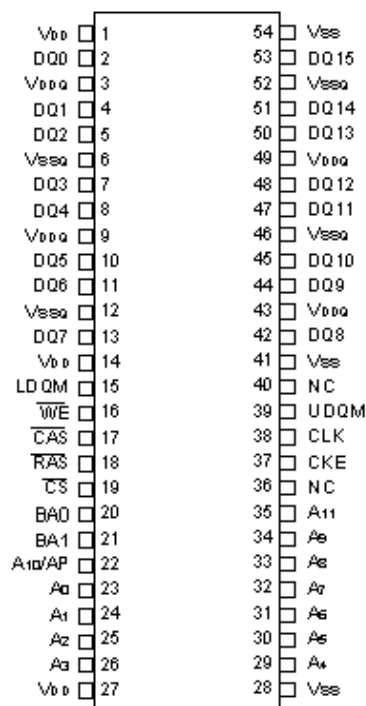 VDD 1 54 VSS
DQ0 2 53 DQ15
VDDQ 3 52 VSSQ
DQ1 4 51 DQ14
DQ2 5 50 DQ13
VSSQ 6 49 VDDQ
DQ3 7 48 DQ12
DQ4 8 47 DQ11
VDDQ 9 46 VSSQ
DQ5 10 45 DQ10
DQ6 11 44 DQ9
VSSQ 12 43 VDDQ
DQ7 13 42 DQ8
VDD 14 41 VSS
LDQM 15 40 NC
W̅E̅ 16 39 UDQM
C̅A̅S̅ 17 38 CLK
R̅A̅S̅ 18 37 CKE
C̅S̅ 19 36 NC
BA0 20 35 A11
BA1 21 34 A9
A10/AP 22 33 A8
A0 23 32 A7
A1 24 31 A6
A2 25 30 A5
A3 26 29 A4
VDD 27 28 VSS